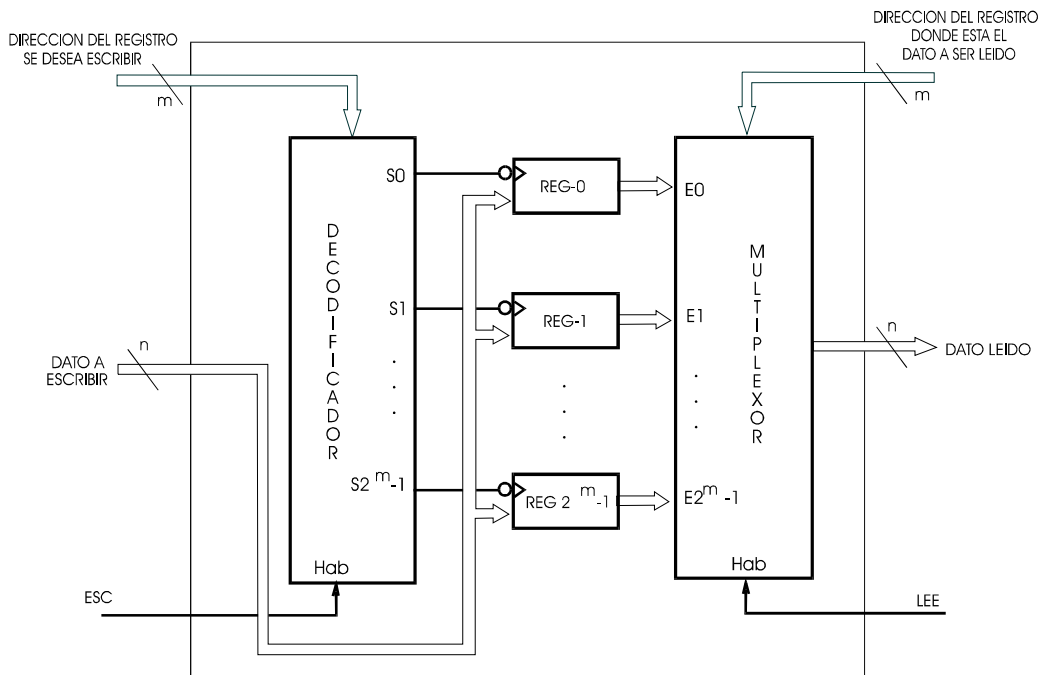 DIRECCION DEL REGISTRO
SE DESEA ESCRIBIR
m
DIRECCION DEL REGISTRO
DONDE ESTA EL
DATO A SER LEIDO
m
DECODIFICADOR
S0
S1
S2 m-1
Hab
REG-0
REG-1
REG 2 m-1
MULTIPLEXOR
E0
E1
E2m-1
Hab
DATO A
ESCRIBIR
n
n
DATO LEIDO
ESC
LEE